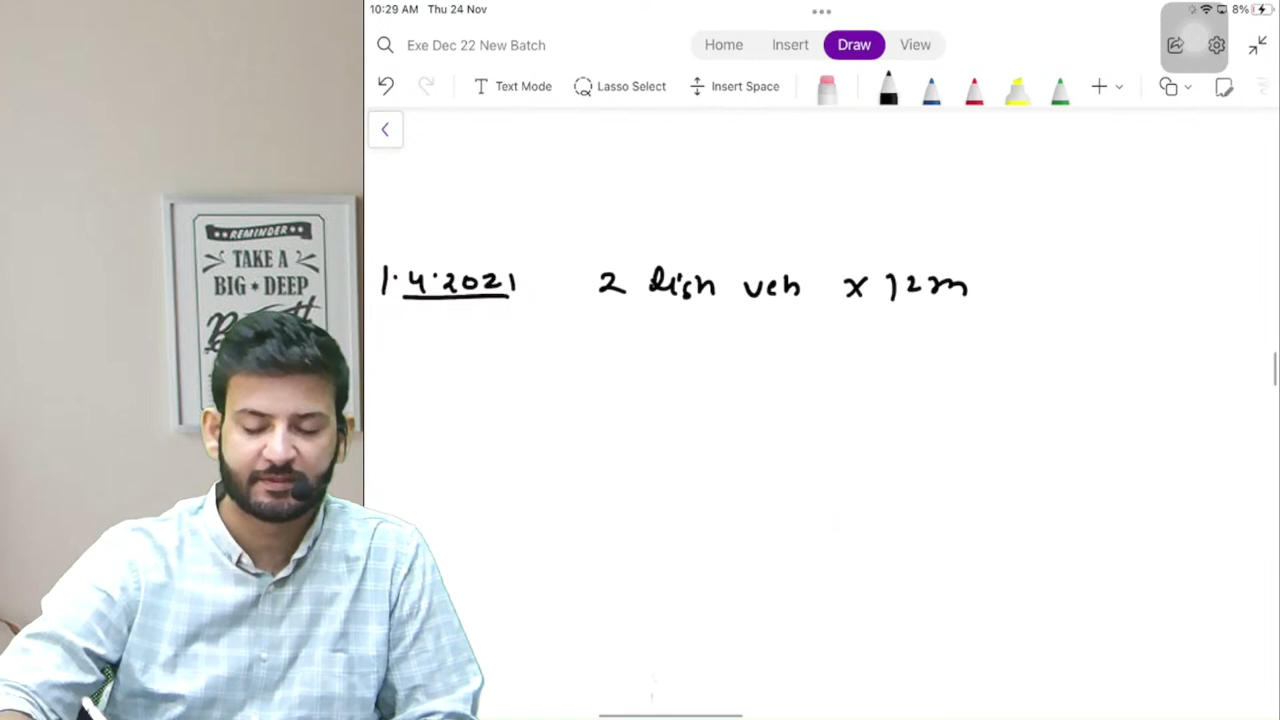 10:29 AM Thu 24 Nov
8%
Exe Dec 22 New Batch
Home Insert Draw View
Text Mode Lasso Select Insert Space
REMINDER
TAKE A
BIG DEEP
1.4.2021 2 veh x 12m